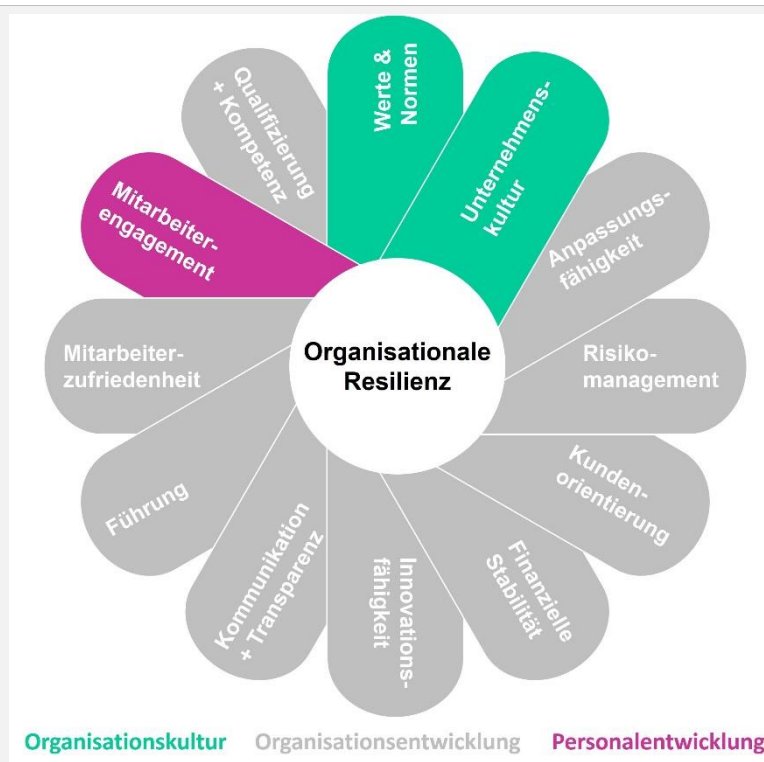 Werte &
Normen
Unternehmens-
kultur
Anpassungs-
fähigkeit
Risiko-
management
Kunden-
orientierung
Finanzielle
Stabilität
Innovations-
fähigkeit
Kommunikation
+ Transparenz
Führung
Mitarbeiter-
zufriedenheit
Mitarbeiter-
engagement
Qualifizierung
+ Kompetenz
Organisationale
Resilienz
Organisationskultur Organisationsentwicklung Personalentwicklung